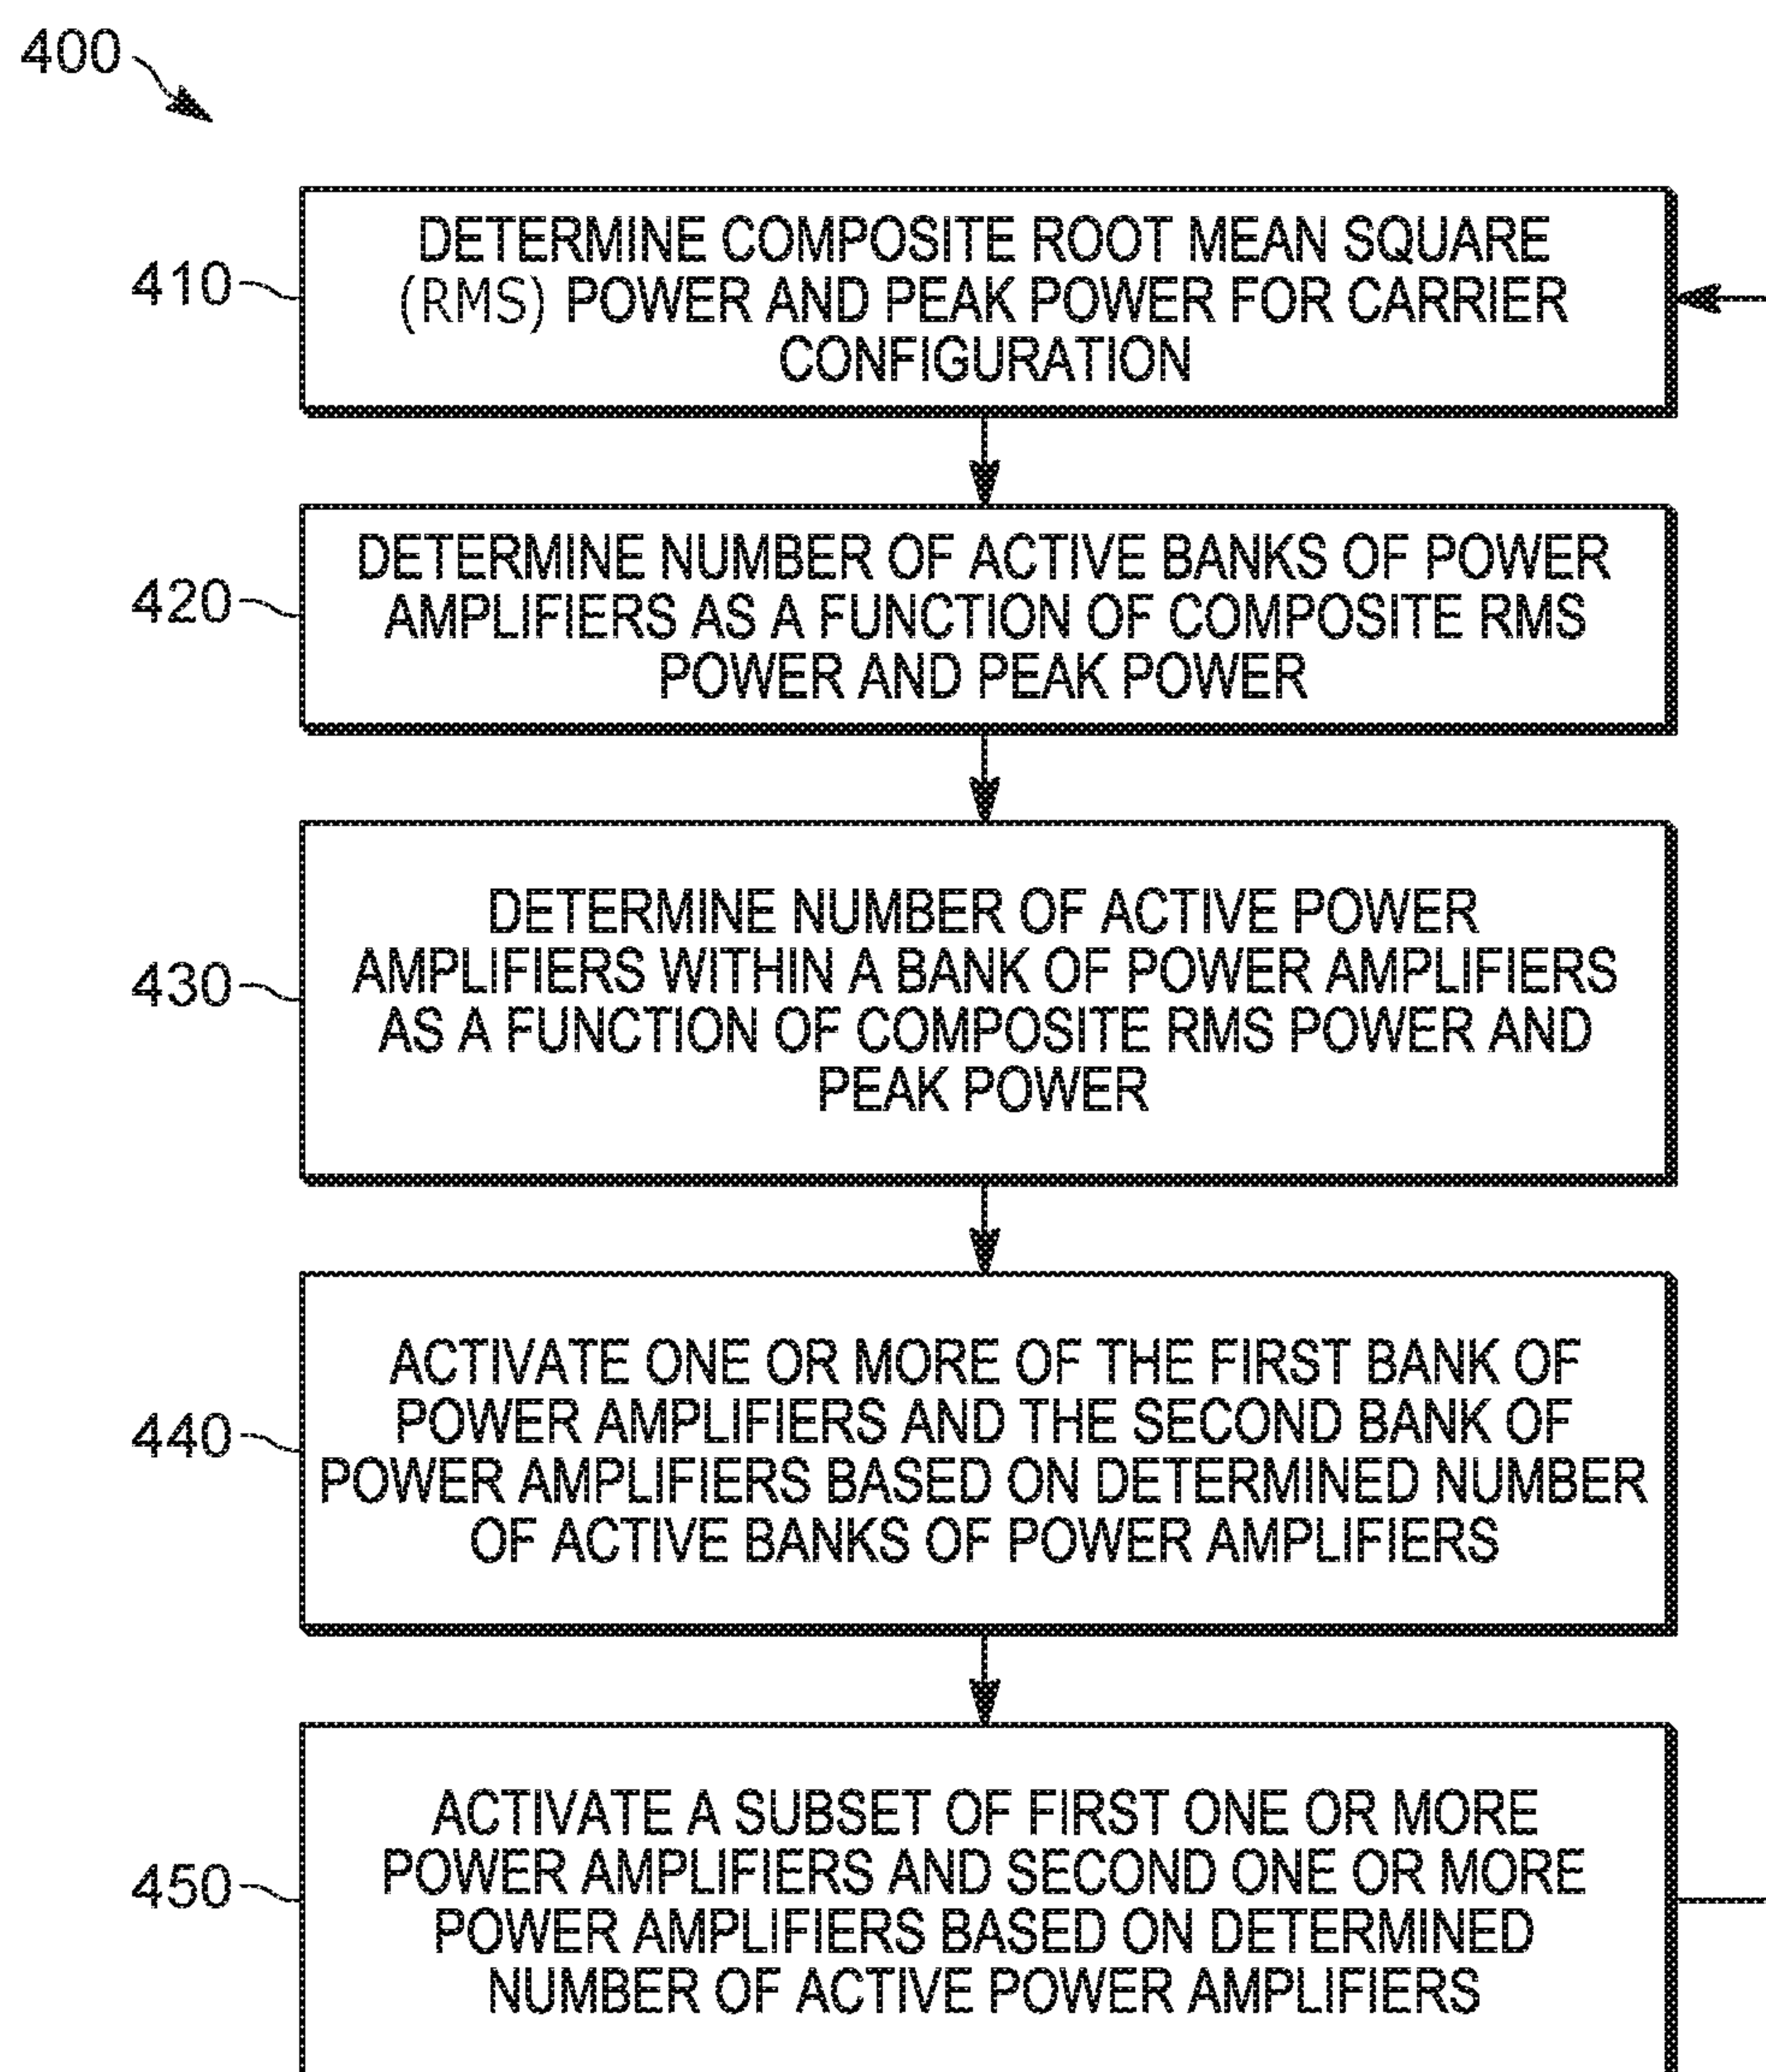 400
410
DETERMINE COMPOSITE ROOT MEAN SQUARE
(RMS) POWER AND PEAK POWER FOR CARRIER
CONFIGURATION
420
DETERMINE NUMBER OF ACTIVE BANKS OF POWER
AMPLIFIERS AS A FUNCTION OF COMPOSITE RMS
POWER AND PEAK POWER
430
DETERMINE NUMBER OF ACTIVE POWER
AMPLIFIERS WITHIN A BANK OF POWER AMPLIFIERS
AS A FUNCTION OF COMPOSITE RMS POWER AND
PEAK POWER
440
ACTIVATE ONE OR MORE OF THE FIRST BANK OF
POWER AMPLIFIERS AND THE SECOND BANK OF
POWER AMPLIFIERS BASED ON DETERMINED NUMBER
OF ACTIVE BANKS OF POWER AMPLIFIERS
450
ACTIVATE A SUBSET OF FIRST ONE OR MORE
POWER AMPLIFIERS AND SECOND ONE OR MORE
POWER AMPLIFIERS BASED ON DETERMINED
NUMBER OF ACTIVE POWER AMPLIFIERS